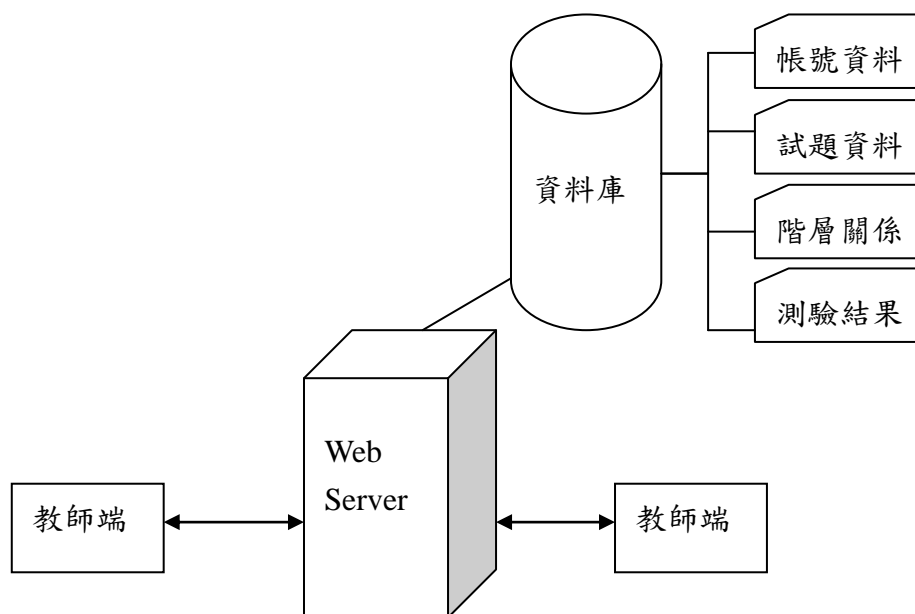 帳號資料
試題資料
資料庫
階層關係
測驗結果
Web
Server
教師端
教師端